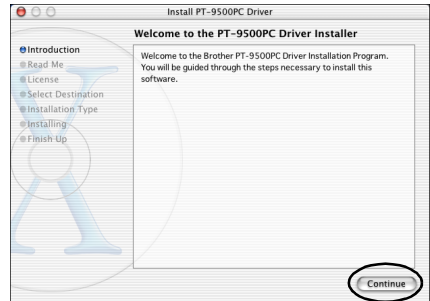 Install PT-9500PC Driver
Welcome to the PT-9500PC Driver Installer
Introduction
Read Me
License
Select Destination
Installation Type
Installing
Finish Up
Welcome to the Brother PT-9500PC Driver Installation Program.
You will be guided through the steps necessary to install this
software.
Continue